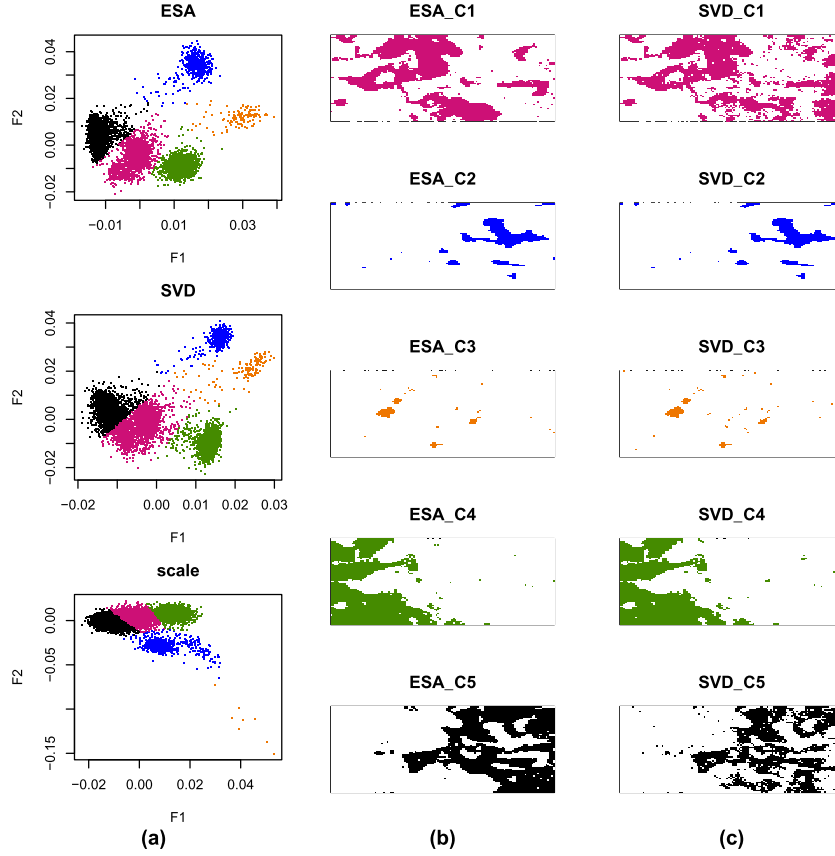 ESA
ESA_C1
SVD_C1
F2
−0.02 0.00 0.02 0.04
−0.01 0.01 0.03
F1
ESA_C2
SVD_C2
SVD
F2
−0.02 0.00 0.02 0.04
−0.02 0.00 0.01 0.02 0.03
F1
ESA_C3
SVD_C3
ESA_C4
SVD_C4
scale
F2
−0.15 −0.05 0.00
−0.02 0.00 0.02 0.04
F1
ESA_C5
SVD_C5
(a)
(b)
(c)